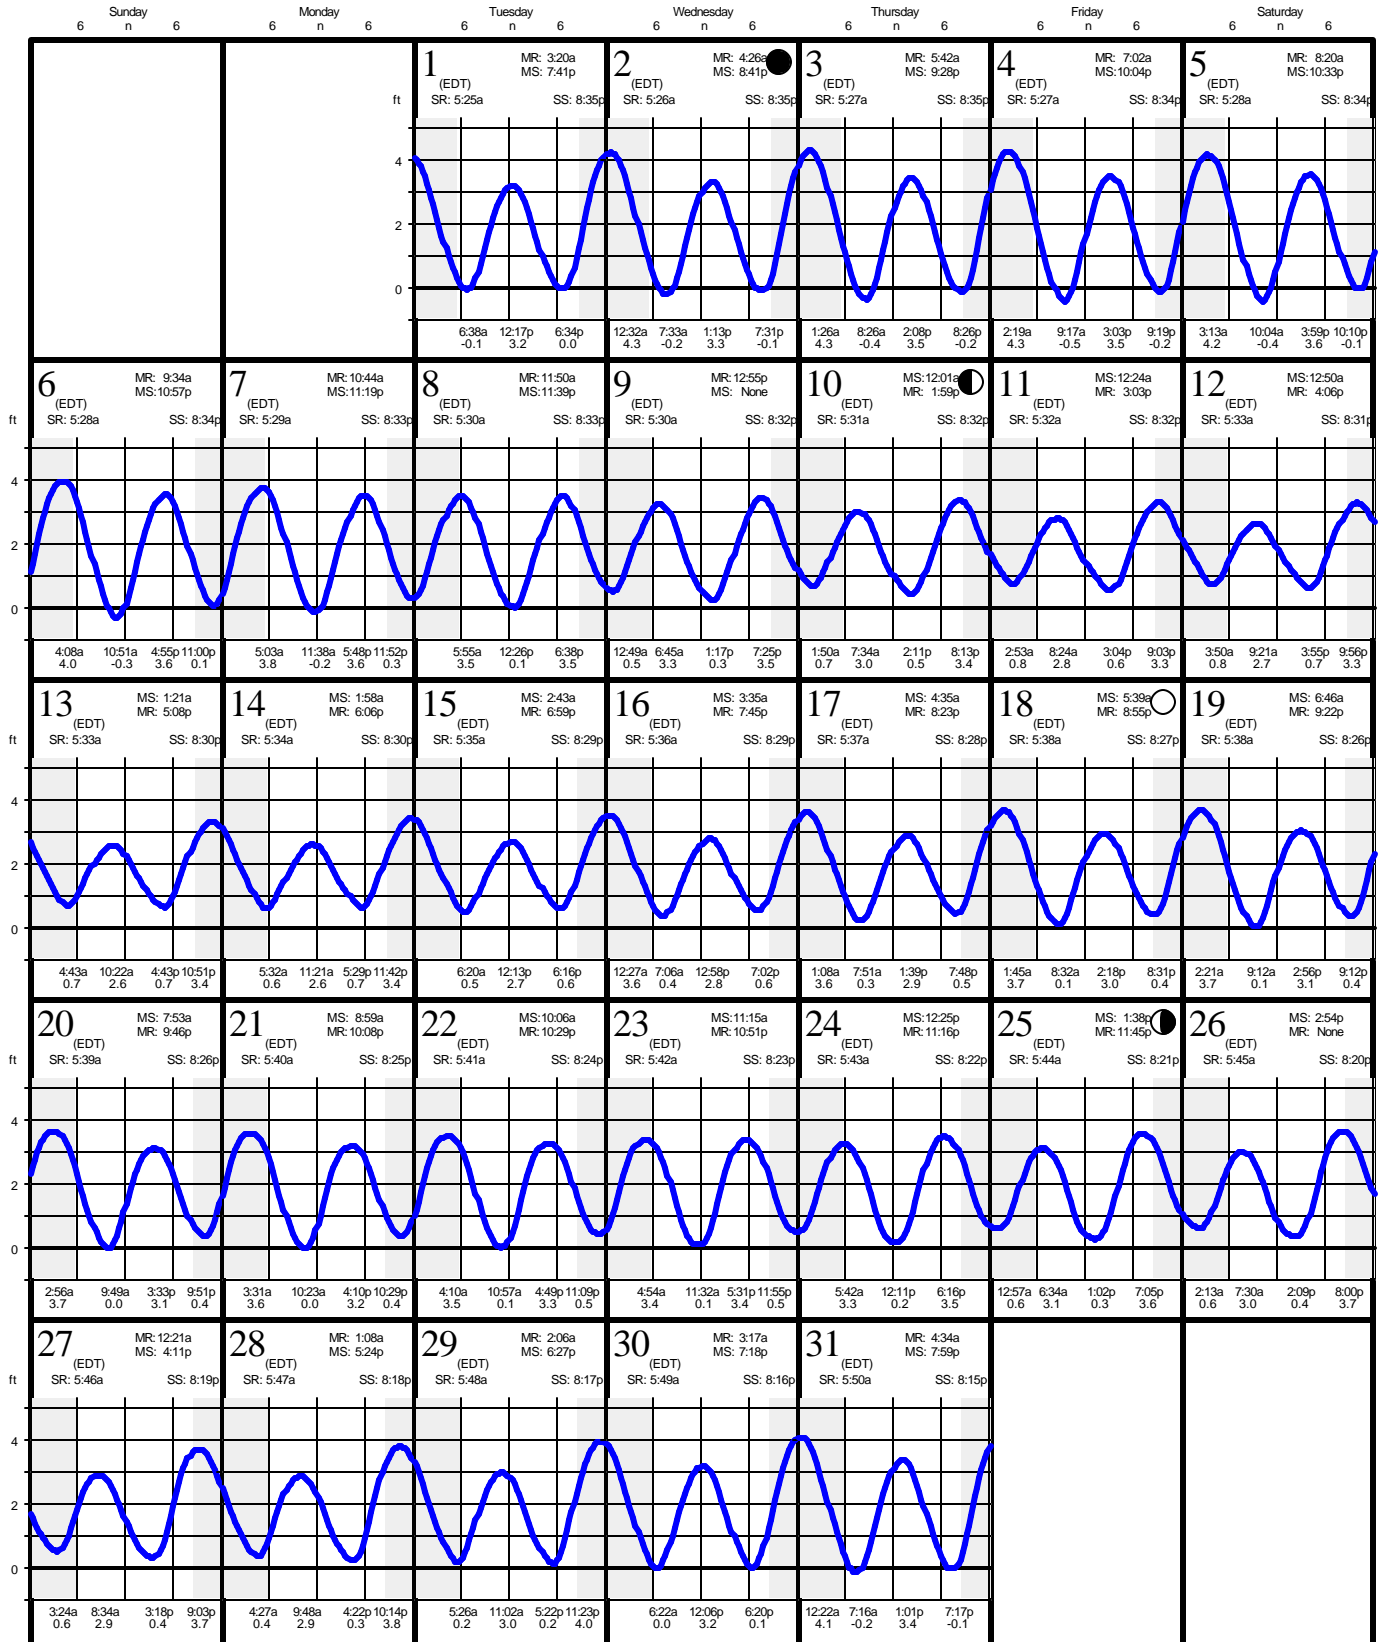 Sunday Monday Tuesday Wednesday Thursday Friday Saturday
6 n 6 6 n 6 6 n 6 6 n 6 6 n 6 6 n 6 6 n 6
1 MR: 3:20a 2 MR: 4:26a 3 MR: 5:42a 4 MR: 7:02a 5 MR: 8:20a
MS: 7:41p MS: 8:41p MS: 9:28p MS:10:04p MS:10:33p
(EDT) (EDT) (EDT) (EDT) (EDT)
ft SR: 5:25a SS: 8:35p SR: 5:26a SS: 8:35p SR: 5:27a SS: 8:35p SR: 5:27a SS: 8:34p SR: 5:28a SS: 8:34p
4
2
0
6:38a 12:17p 6:34p 12:32a 7:33a 1:13p 7:31p 1:26a 8:26a 2:08p 8:26p 2:19a 9:17a 3:03p 9:19p 3:13a 10:04a 3:59p 10:10p
-0.1 3.2 0.0 4.3 -0.2 3.3 -0.1 4.3 -0.4 3.5 -0.2 4.3 -0.5 3.5 -0.2 4.2 -0.4 3.6 -0.1
6 MR: 9:34a 7 MR:10:44a 8 MR:11:50a 9 MR:12:55p 10 MS:12:01a 11 MS:12:24a 12 MS:12:50a
MS:10:57p MS:11:19p MS:11:39p MS: None MR: 1:59p MR: 3:03p MR: 4:06p
(EDT) (EDT) (EDT) (EDT) (EDT) (EDT) (EDT)
ft SR: 5:28a SS: 8:34p SR: 5:29a SS: 8:33p SR: 5:30a SS: 8:33p SR: 5:30a SS: 8:32p SR: 5:31a SS: 8:32p SR: 5:32a SS: 8:32p SR: 5:33a SS: 8:31p
4
2
0
4:08a 10:51a 4:55p 11:00p 5:03a 11:38a 5:48p 11:52p 5:55a 12:26p 6:38p 12:49a 6:45a 1:17p 7:25p 1:50a 7:34a 2:11p 8:13p 2:53a 8:24a 3:04p 9:03p 3:50a 9:21a 3:55p 9:56p
4.0 -0.3 3.6 0.1 3.8 -0.2 3.6 0.3 3.5 0.1 3.5 0.5 3.3 0.3 3.5 0.7 3.0 0.5 3.4 0.8 2.8 0.6 3.3 0.8 2.7 0.7 3.3
13 MS: 1:21a 14 MS: 1:58a 15 MS: 2:43a 16 MS: 3:35a 17 MS: 4:35a 18 MS: 5:39a 19 MS: 6:46a
MR: 5:08p MR: 6:06p MR: 6:59p MR: 7:45p MR: 8:23p MR: 8:55p MR: 9:22p
(EDT) (EDT) (EDT) (EDT) (EDT) (EDT) (EDT)
ft SR: 5:33a SS: 8:30p SR: 5:34a SS: 8:30p SR: 5:35a SS: 8:29p SR: 5:36a SS: 8:29p SR: 5:37a SS: 8:28p SR: 5:38a SS: 8:27p SR: 5:38a SS: 8:26p
4
2
0
4:43a 10:22a 4:43p 10:51p 5:32a 11:21a 5:29p 11:42p 6:20a 12:13p 6:16p 12:27a 7:06a 12:58p 7:02p 1:08a 7:51a 1:39p 7:48p 1:45a 8:32a 2:18p 8:31p 2:21a 9:12a 2:56p 9:12p
0.7 2.6 0.7 3.4 0.6 2.6 0.7 3.4 0.5 2.7 0.6 3.6 0.4 2.8 0.6 3.6 0.3 2.9 0.5 3.7 0.1 3.0 0.4 3.7 0.1 3.1 0.4
20 MS: 7:53a 21 MS: 8:59a 22 MS:10:06a 23 MS:11:15a 24 MS:12:25p 25 MS: 1:38p 26 MS: 2:54p
MR: 9:46p MR:10:08p MR:10:29p MR:10:51p MR:11:16p MR:11:45p MR: None
(EDT) (EDT) (EDT) (EDT) (EDT) (EDT) (EDT)
ft SR: 5:39a SS: 8:26p SR: 5:40a SS: 8:25p SR: 5:41a SS: 8:24p SR: 5:42a SS: 8:23p SR: 5:43a SS: 8:22p SR: 5:44a SS: 8:21p SR: 5:45a SS: 8:20p
4
2
0
2:56a 9:49a 3:33p 9:51p 3:31a 10:23a 4:10p 10:29p 4:10a 10:57a 4:49p 11:09p 4:54a 11:32a 5:31p 11:55p 5:42a 12:11p 6:16p 12:57a 6:34a 1:02p 7:05p 2:13a 7:30a 2:09p 8:00p
3.7 0.0 3.1 0.4 3.6 0.0 3.2 0.4 3.5 0.1 3.3 0.5 3.4 0.1 3.4 0.5 3.3 0.2 3.5 0.6 3.1 0.3 3.6 0.6 3.0 0.4 3.7
27 MR:12:21a 28 MR: 1:08a 29 MR: 2:06a 30 MR: 3:17a 31 MR: 4:34a
MS: 4:11p MS: 5:24p MS: 6:27p MS: 7:18p MS: 7:59p
(EDT) (EDT) (EDT) (EDT) (EDT)
ft SR: 5:46a SS: 8:19p SR: 5:47a SS: 8:18p SR: 5:48a SS: 8:17p SR: 5:49a SS: 8:16p SR: 5:50a SS: 8:15p
4
2
0
3:24a 8:34a 3:18p 9:03p 4:27a 9:48a 4:22p 10:14p 5:26a 11:02a 5:22p 11:23p 6:22a 12:06p 6:20p 12:22a 7:16a 1:01p 7:17p
0.6 2.9 0.4 3.7 0.4 2.9 0.3 3.8 0.2 3.0 0.2 4.0 0.0 3.2 0.1 4.1 -0.2 3.4 -0.1